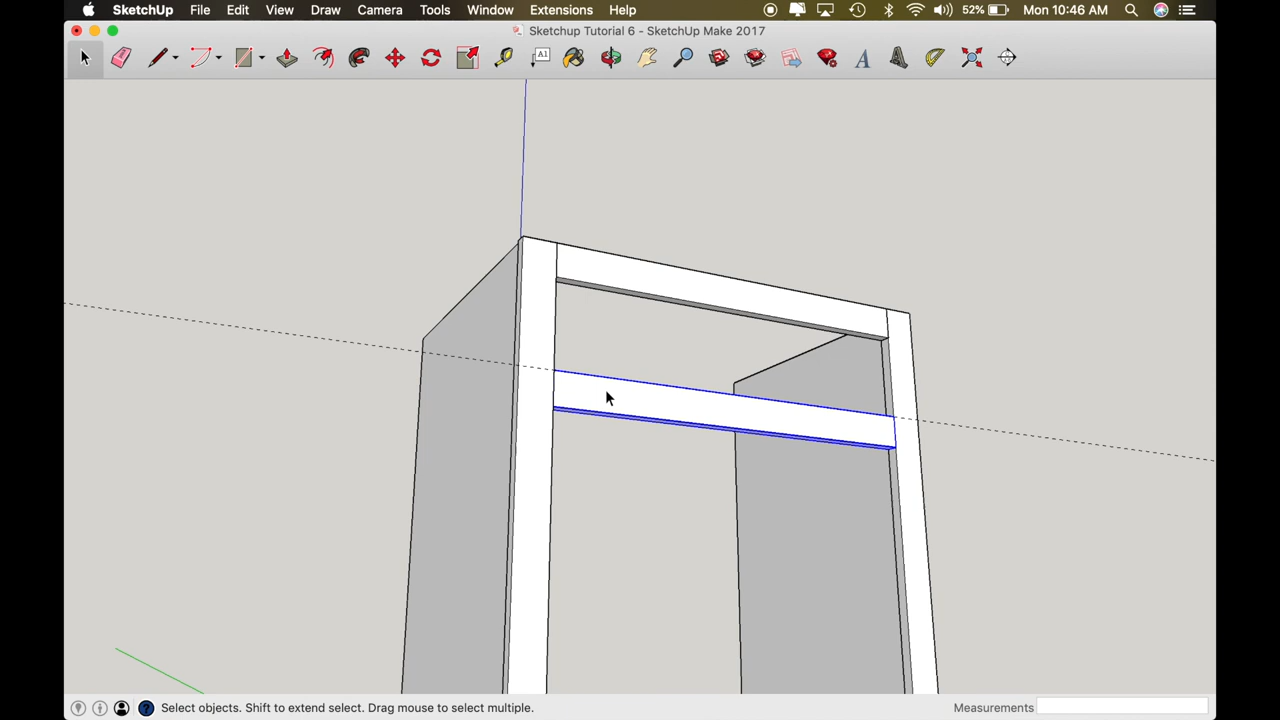 SketchUp File Edit View Draw Camera Tools Window Extensions Help 52% Mon 10:46 AM
Sketchup Tutorial 6 - SketchUp Make 2017
A1 A A
Select objects. Shift to extend select. Drag mouse to select multiple. Measurements